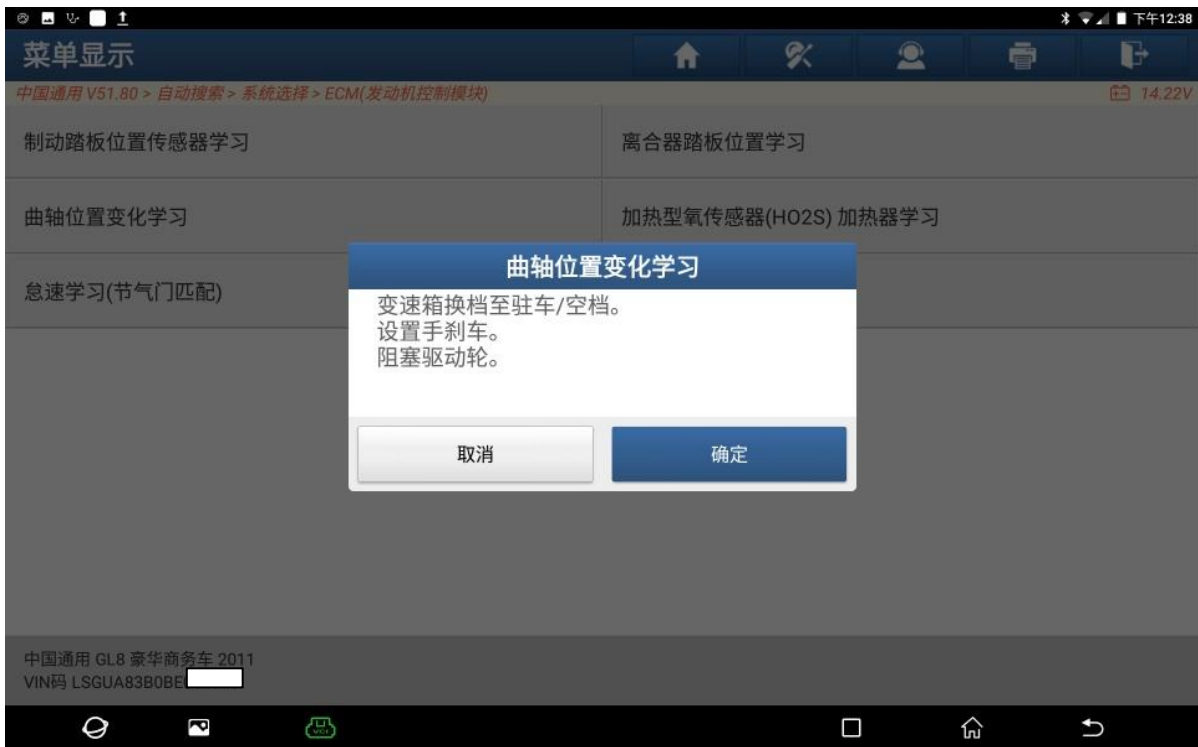 下午12:38
菜单显示
中国通用 V51.80 > 自动搜索 > 系统选择 > ECM(发动机控制模块)
14.22V
制动踏板位置传感器学习
离合器踏板位置学习
曲轴位置变化学习
加热型氧传感器(HO2S) 加热器学习
怠速学习(节气门匹配)
曲轴位置变化学习
变速箱换档至驻车/空档。
设置手刹车。
阻塞驱动轮。
取消
确定
中国通用 GL8 豪华商务车 2011
VIN码 LSGUA83B0BE
VCI